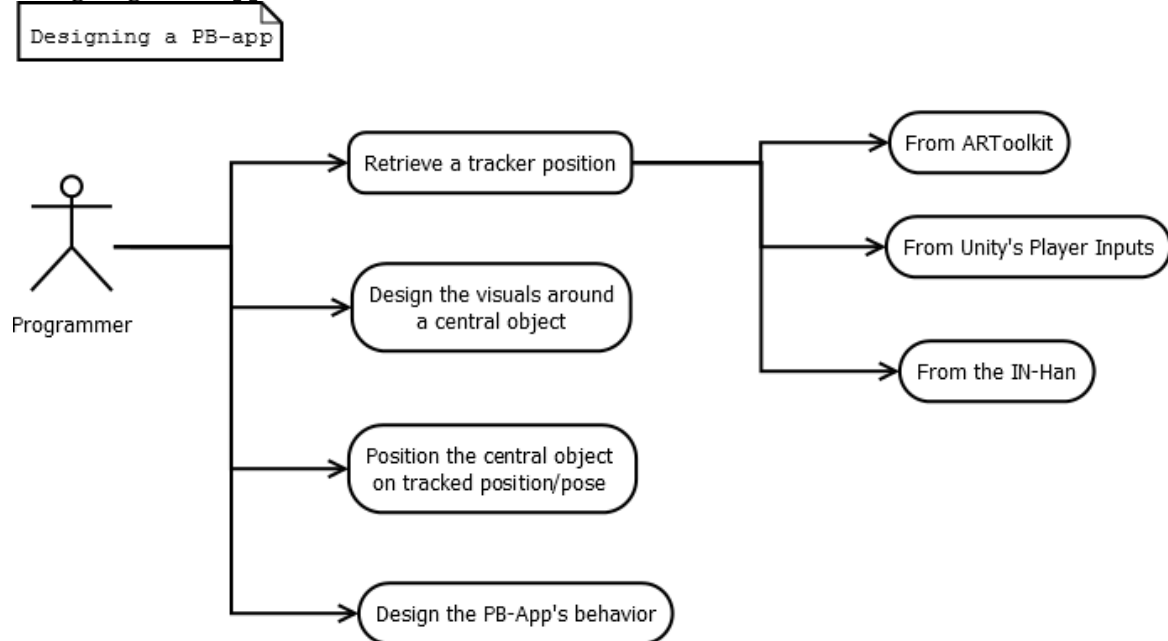 Designing a PB-app
Retrieve a tracker position
From ARToolkit
From Unity's Player Inputs
Design the visuals around
a central object
Programmer
From the IN-Han
Position the central object
on tracked position/pose
Design the PB-App's behavior